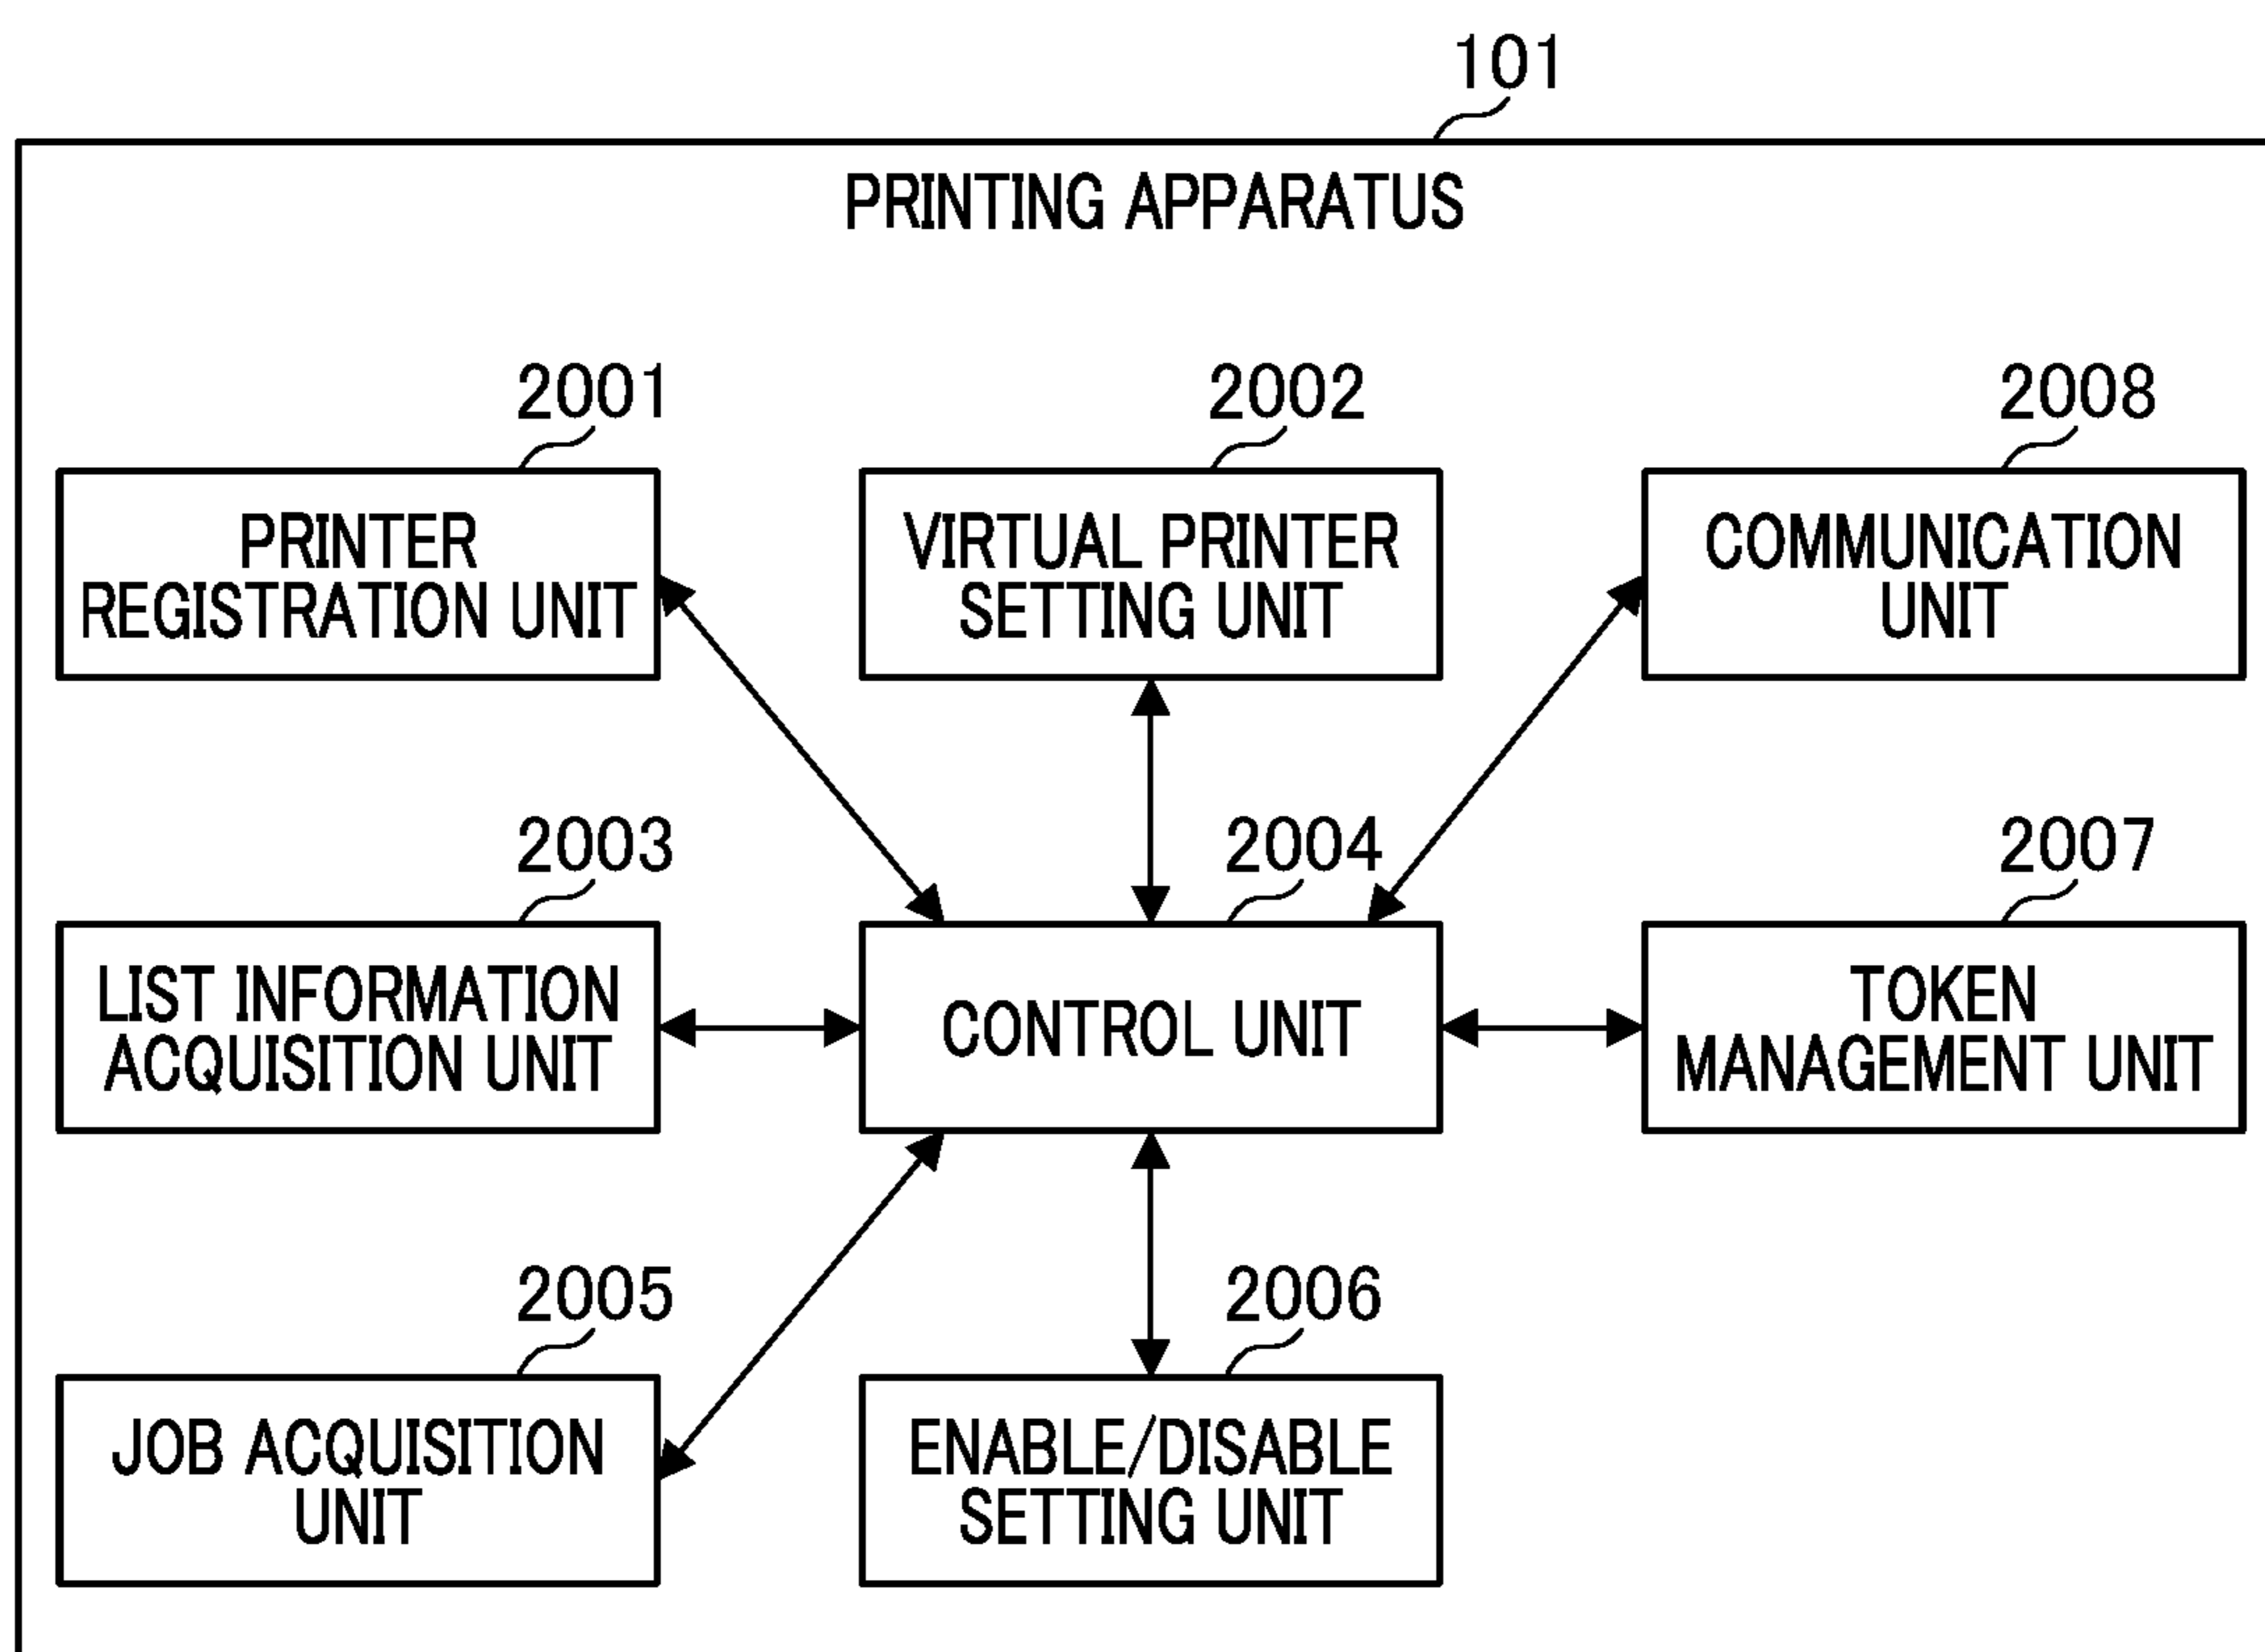 101
PRINTING APPARATUS
2001
PRINTER
REGISTRATION UNIT
2002
VIRTUAL PRINTER
SETTING UNIT
2008
COMMUNICATION
UNIT
2003
LIST INFORMATION
ACQUISITION UNIT
2004
CONTROL UNIT
2007
TOKEN
MANAGEMENT UNIT
2005
JOB ACQUISITION
UNIT
2006
ENABLE/DISABLE
SETTING UNIT